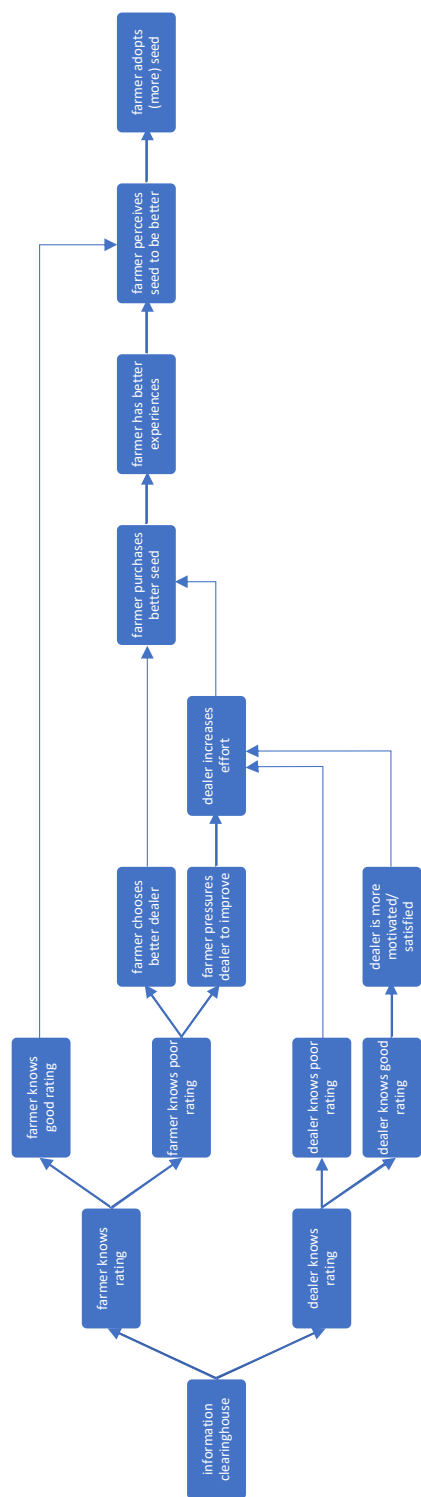 information
clearinghouse
farmer knows
rating
dealer knows
rating
farmer knows
good rating
farmer knows poor
rating
dealer knows poor
rating
dealer knows good
rating
farmer chooses
better dealer
farmer pressures
dealer to improve
dealer is more
motivated/
satisfied
dealer increases
effort
farmer purchases
better seed
farmer has better
experiences
farmer perceives
seed to be better
farmer adopts
(more) seed